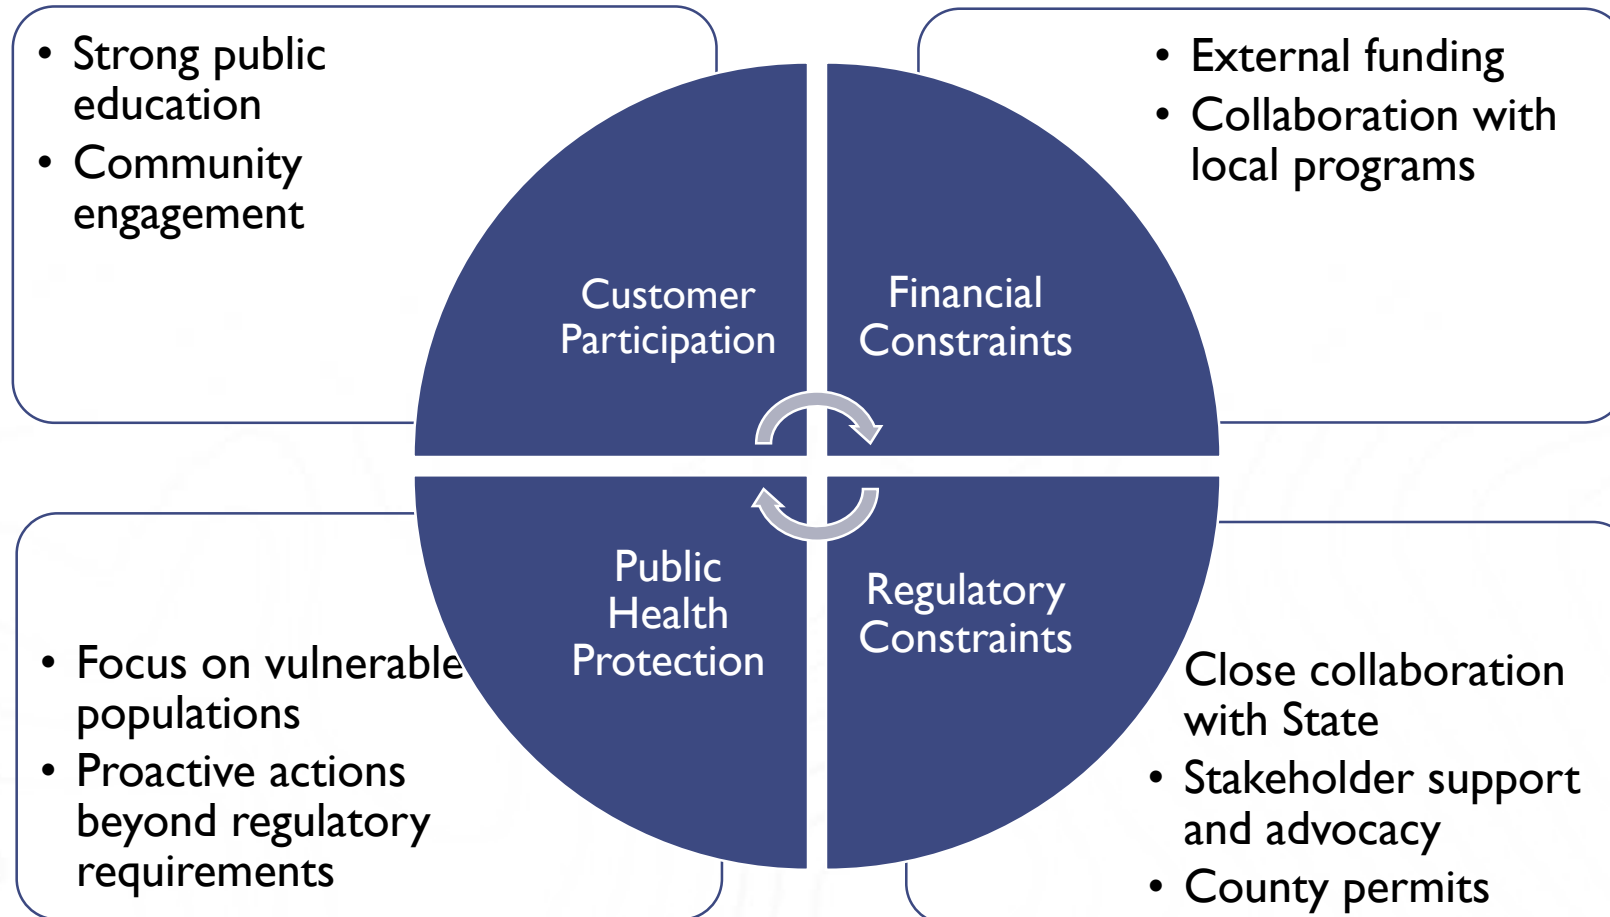 • Strong public
education
• Community
engagement
• External funding
• Collaboration with
local programs
Customer
Participation
Financial
Constraints
Public
Health
Protection
Regulatory
Constraints
• Focus on vulnerable
populations
• Proactive actions
beyond regulatory
requirements
Close collaboration
with State
• Stakeholder support
and advocacy
• County permits